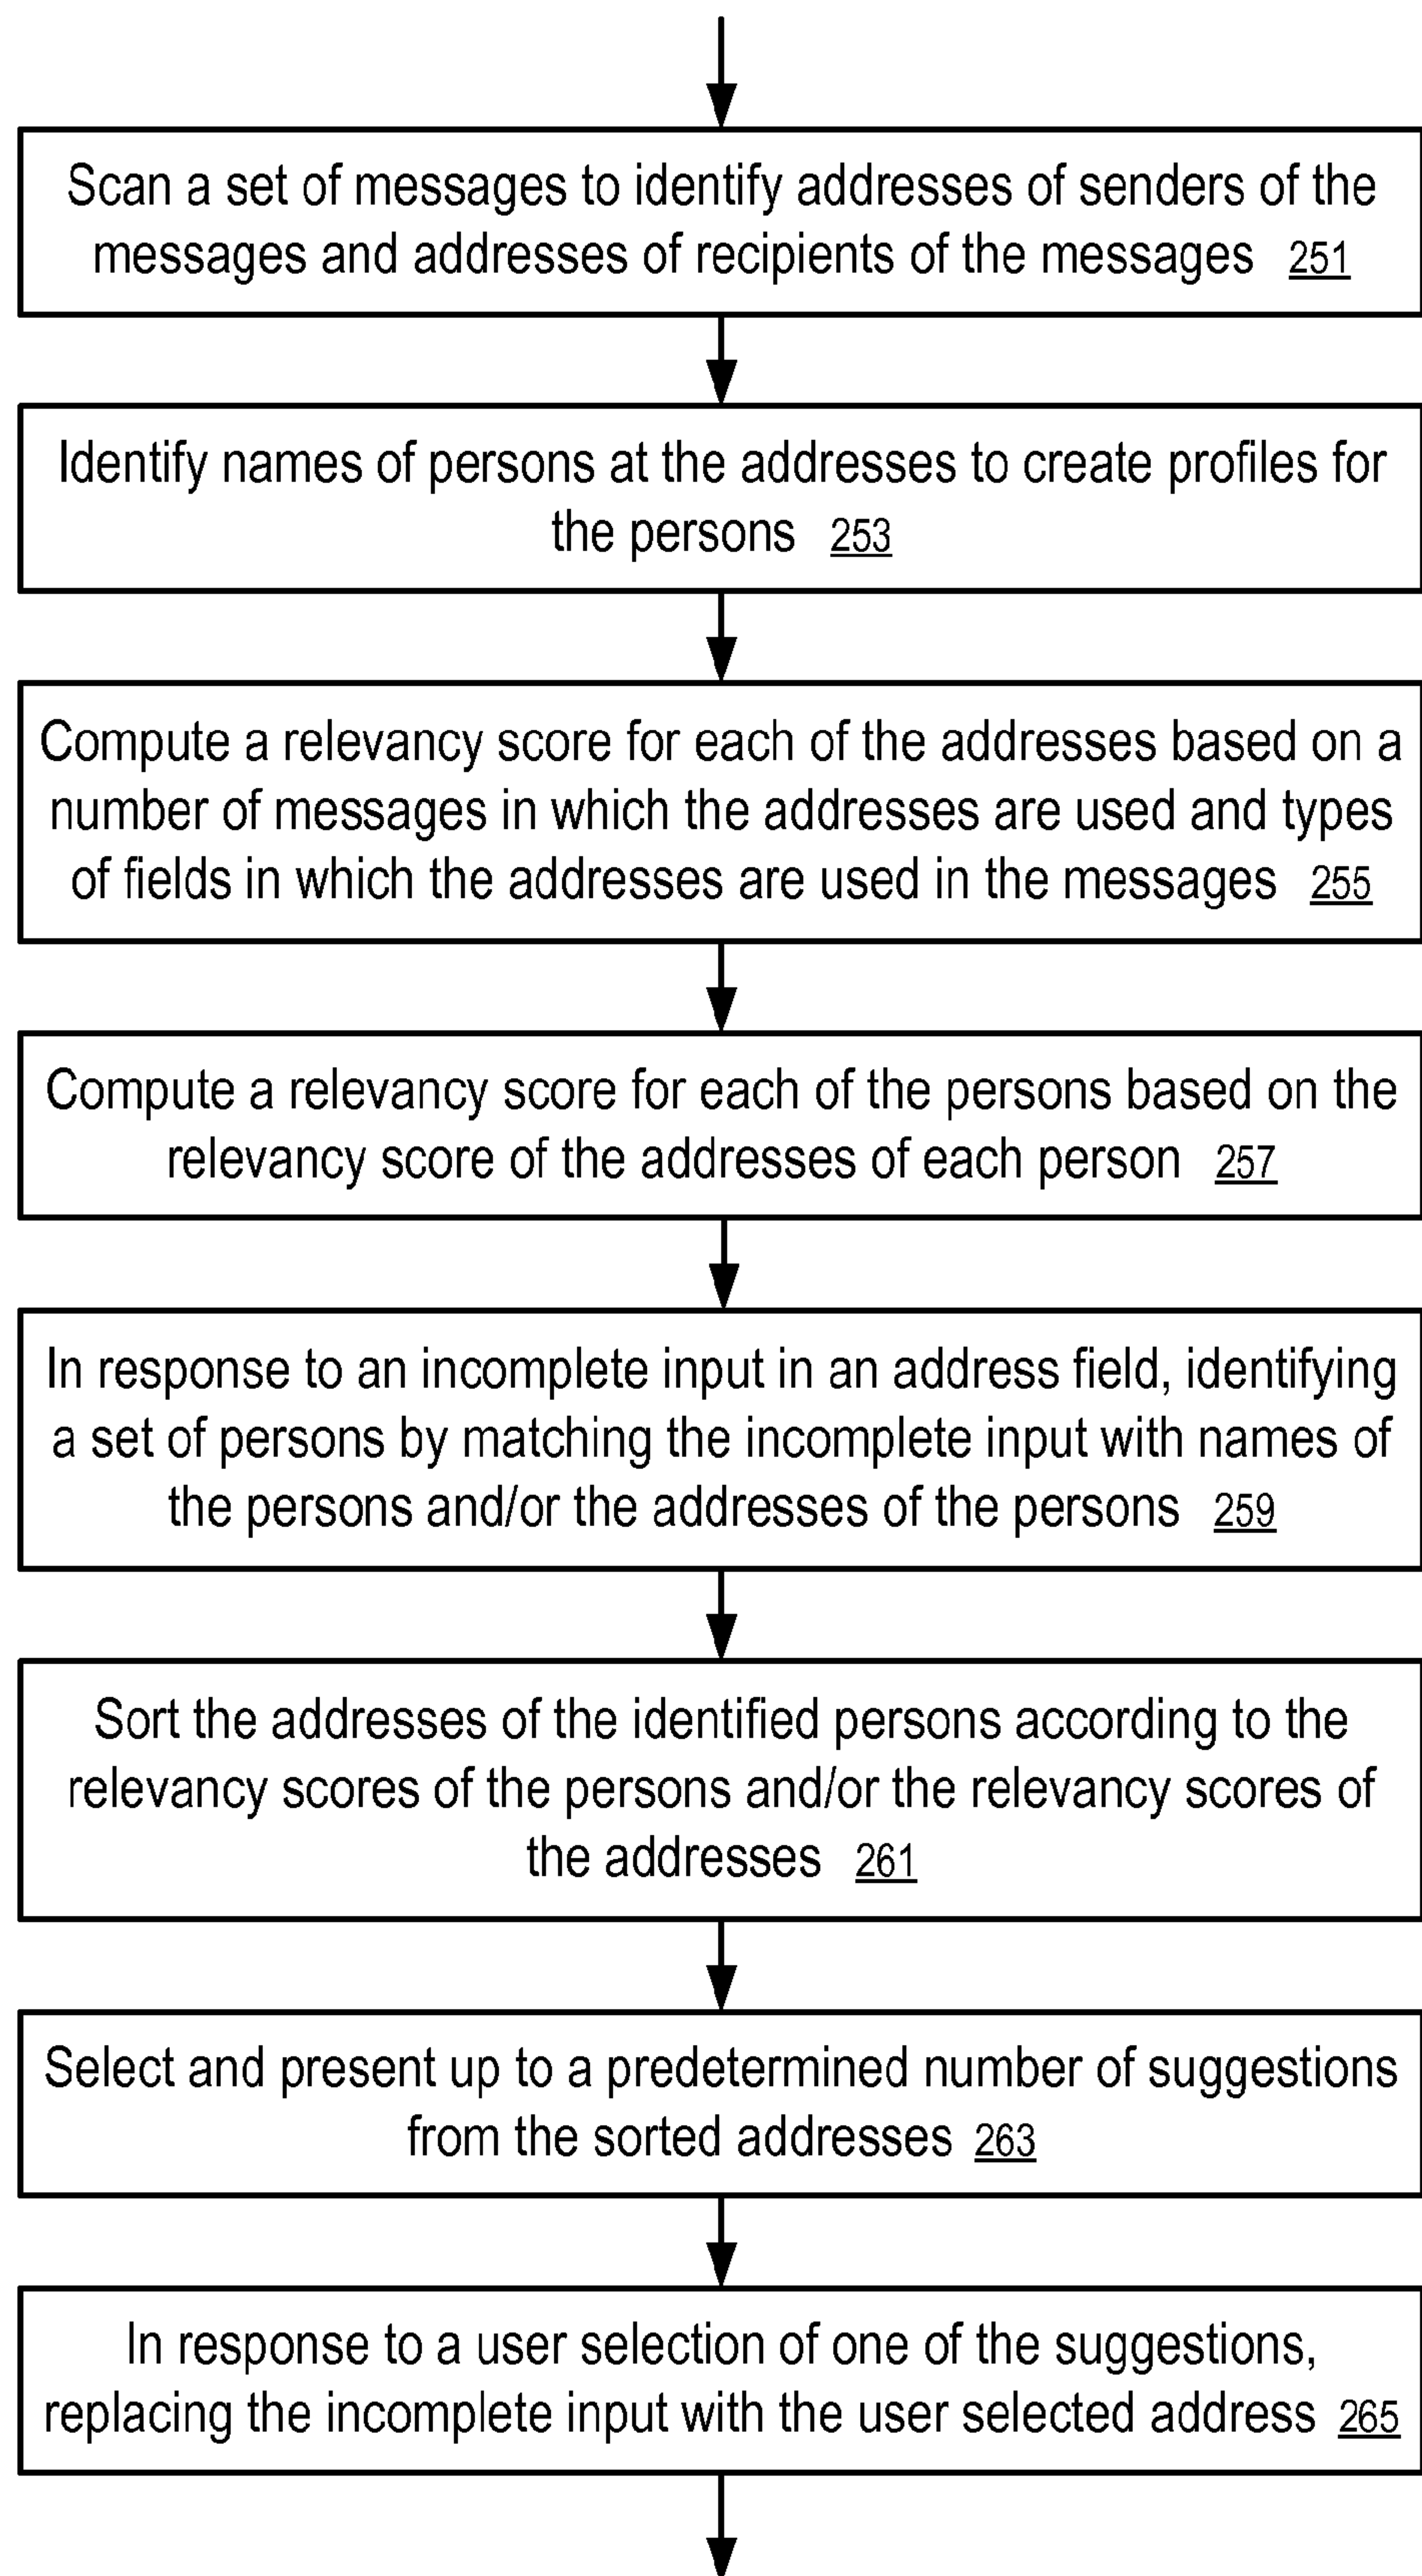 Scan a set of messages to identify addresses of senders of the
messages and addresses of recipients of the messages 251
Identify names of persons at the addresses to create profiles for
the persons 253
Compute a relevancy score for each of the addresses based on a
number of messages in which the addresses are used and types
of fields in which the addresses are used in the messages 255
Compute a relevancy score for each of the persons based on the
relevancy score of the addresses of each person 257
In response to an incomplete input in an address field, identifying
a set of persons by matching the incomplete input with names of
the persons and/or the addresses of the persons 259
Sort the addresses of the identified persons according to the
relevancy scores of the persons and/or the relevancy scores of
the addresses 261
Select and present up to a predetermined number of suggestions
from the sorted addresses 263
In response to a user selection of one of the suggestions,
replacing the incomplete input with the user selected address 265